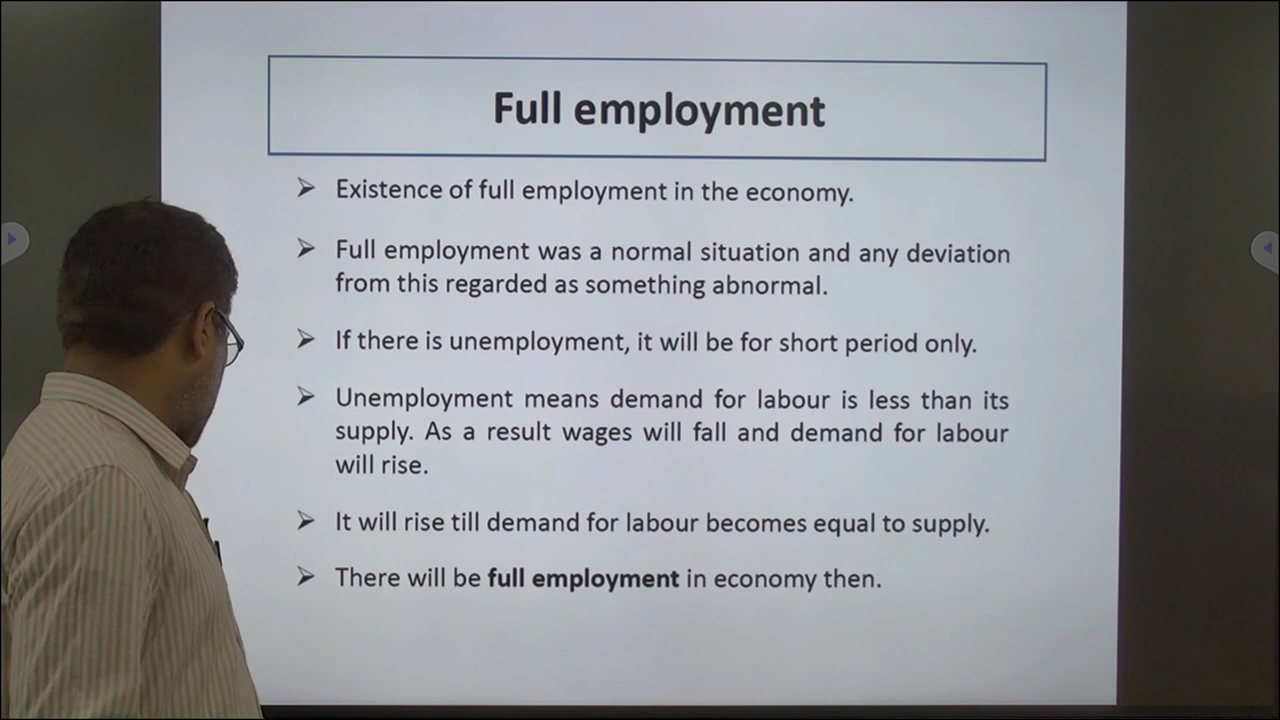 Full employment
➢ Existence of full employment in the economy.
➢ Full employment was a normal situation and any deviation
from this regarded as something abnormal.
➢ If there is unemployment, it will be for short period only.
➢ Unemployment means demand for labour is less than its
supply. As a result wages will fall and demand for labour
will rise.
➢ It will rise till demand for labour becomes equal to supply.
➢ There will be full employment in economy then.